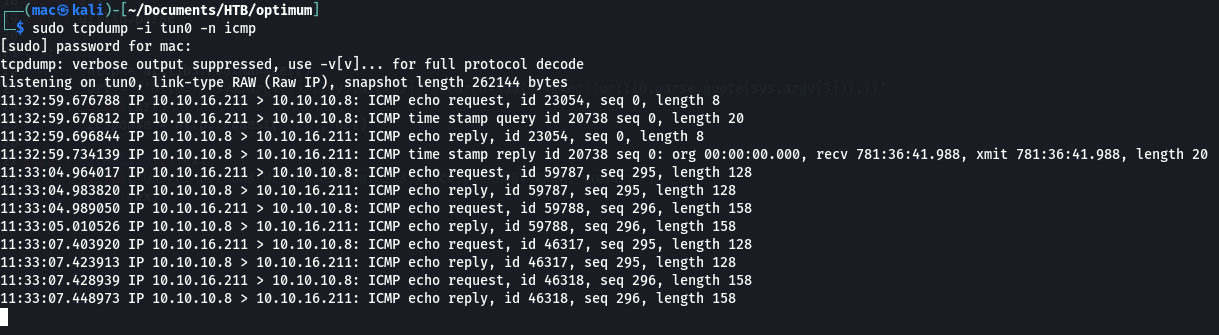 (mac㉿kali)-[~/Documents/HTB/optimum]
$ sudo tcpdump -i tun0 -n icmp
[sudo] password for mac:
tcpdump: verbose output suppressed, use -v[v]... for full protocol decode
listening on tun0, link-type RAW (Raw IP), snapshot length 262144 bytes
11:32:59.676788 IP 10.10.16.211 > 10.10.10.8: ICMP echo request, id 23054, seq 0, length 8
11:32:59.676812 IP 10.10.16.211 > 10.10.10.8: ICMP time stamp query id 20738 seq 0, length 20
11:32:59.696844 IP 10.10.10.8 > 10.10.16.211: ICMP echo reply, id 23054, seq 0, length 8
11:32:59.734139 IP 10.10.10.8 > 10.10.16.211: ICMP time stamp reply id 20738 seq 0: org 00:00:00.000, recv 781:36:41.988, xmit 781:36:41.988, length 20
11:33:04.964017 IP 10.10.16.211 > 10.10.10.8: ICMP echo request, id 59787, seq 295, length 128
11:33:04.983820 IP 10.10.10.8 > 10.10.16.211: ICMP echo reply, id 59787, seq 295, length 128
11:33:04.989050 IP 10.10.16.211 > 10.10.10.8: ICMP echo request, id 59788, seq 296, length 158
11:33:05.010526 IP 10.10.10.8 > 10.10.16.211: ICMP echo reply, id 59788, seq 296, length 158
11:33:07.403920 IP 10.10.16.211 > 10.10.10.8: ICMP echo request, id 46317, seq 295, length 128
11:33:07.423913 IP 10.10.10.8 > 10.10.16.211: ICMP echo reply, id 46317, seq 295, length 128
11:33:07.428939 IP 10.10.16.211 > 10.10.10.8: ICMP echo request, id 46318, seq 296, length 158
11:33:07.448973 IP 10.10.10.8 > 10.10.16.211: ICMP echo reply, id 46318, seq 296, length 158